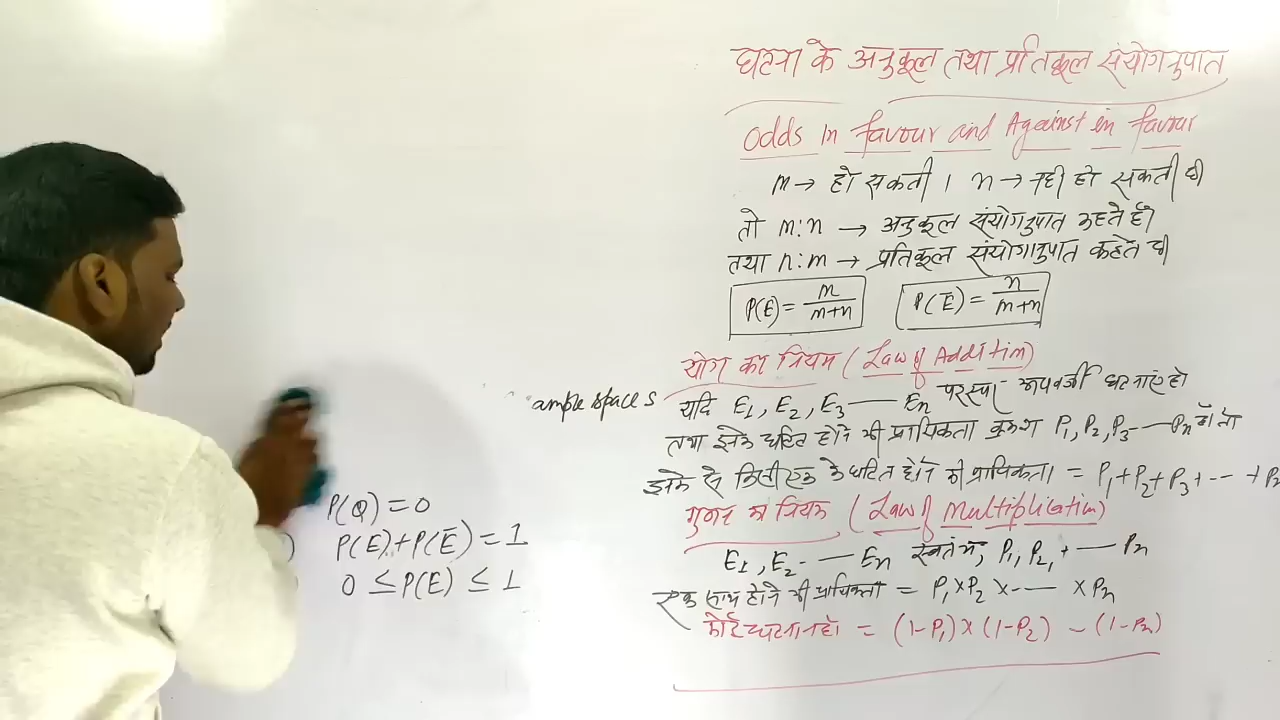 घटना के अनुकूल तथा प्रतिकूल संयोगनुपात
Odds in favour and Against in favour
m → हो सकती । n → नही हो सकती हो
तो m:n → अनुकूल संयोगनुपात कहते है।
तथा n:m → प्रतिकूल संयोगानुपात कहते है।
P(E) = m/m+n P(E̅) = n/m+n
योग का नियम (Law of Addition)
यदि E₁, E₂, E₃ — Eₙ परस्पर अपवर्जी घटनाएं हो
ample space S
तथा इनके घटित होने की प्रायिकता क्रमश P₁, P₂, P₃ — Pₙ हों तो
इनमें से किसी एक के घटित होने की प्रायिकता = P₁+P₂+P₃+--- +Pₙ
गुणन का नियम (Law of Multiplication)
P(Q) = 0
E₁, E₂ - — Eₙ स्वतंत्र, P₁, P₂, + — Pₙ
) P(E)+P(E̅) = 1
एक साथ होने की प्रायिकता = P₁×P₂ ×-— ×Pₙ
0 ≤ P(E) ≤ 1
कोई घटना न हो = (1-P₁)×(1-P₂) - (1-Pₙ)